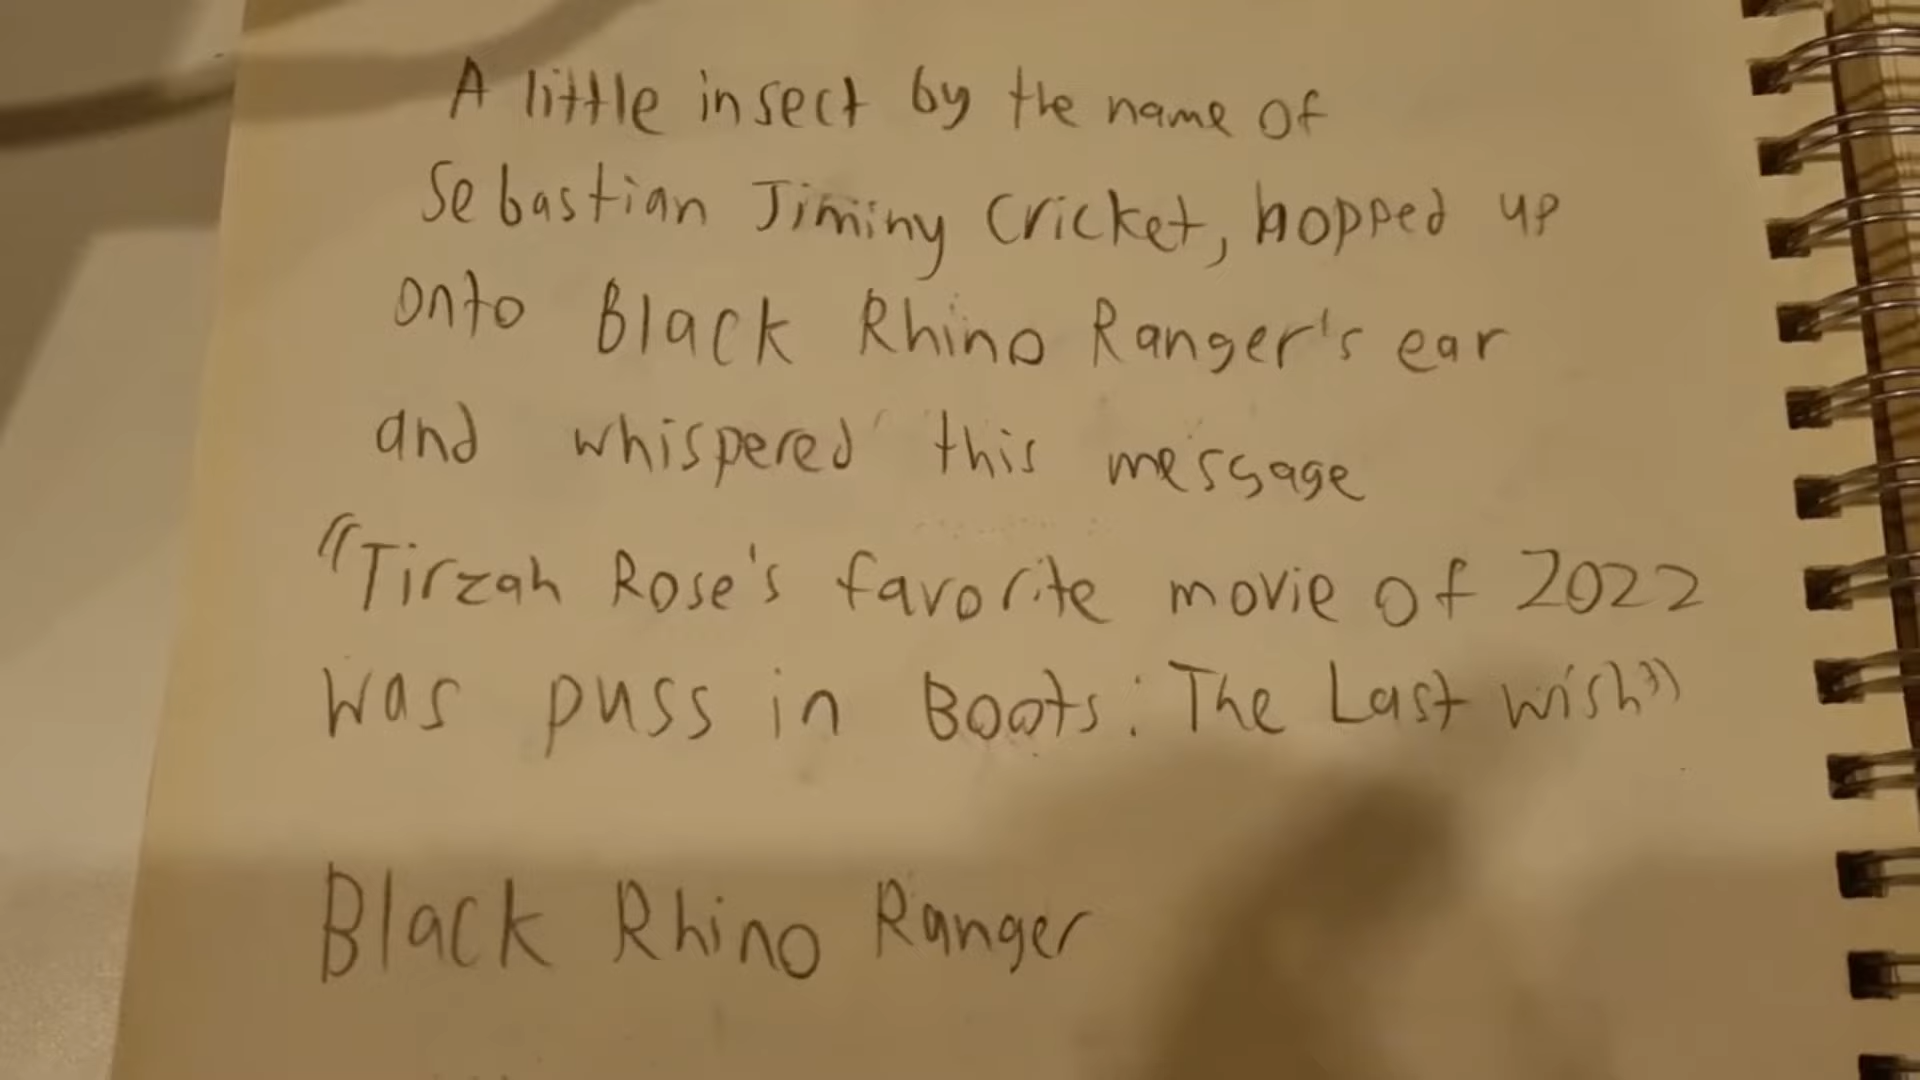 A little insect by the name of
Sebastian Jiminy Cricket, hopped up
onto Black Rhino Ranger's ear
and whispered this message
"Tirzah Rose's favorite movie of 2022
was puss in Boots: The Last wish"
Black Rhino Ranger